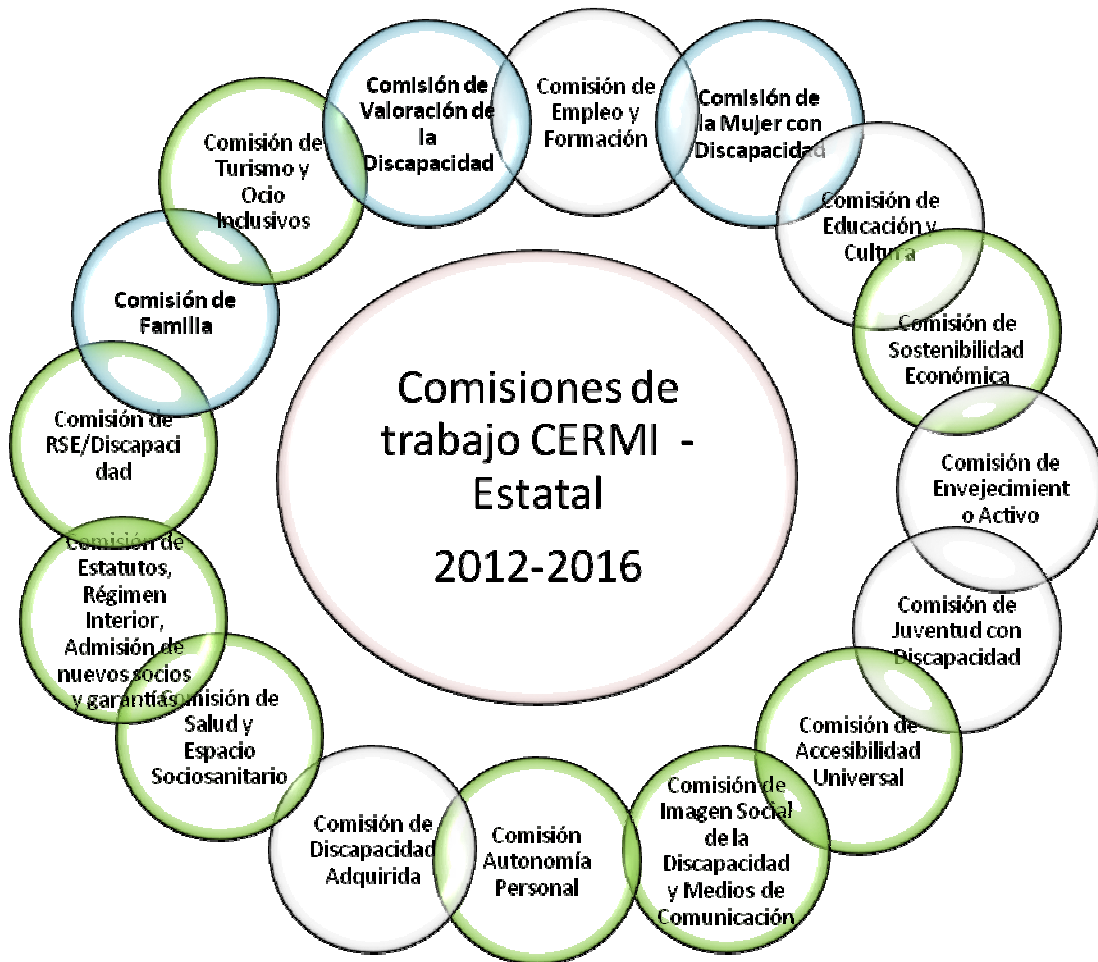 Comisiones de
trabajo CERMI -
Estatal
2012-2016
Comisión de
Empleo y
Formación
Comisión de
la Mujer con
Discapacidad
Comisión de
Educación y
Cultura
Comisión de
Sostenibilidad
Económica
Comisión de
Envejecimient
o Activo
Comisión de
Juventud con
Discapacidad
Comisión de
Accesibilidad
Universal
Comisión de
Imagen Social
de la
Discapacidad
y Medios de
Comunicación
Comisión
Autonomía
Personal
Comisión de
Discapacidad
Adquirida
Comisión de
Salud y
Espacio
Sociosanitario
Comisión de
Estatutos,
Régimen
Interior,
Admisión de
nuevos socios
y garantías
Comisión de
RSE/Discapaci
dad
Comisión de
Familia
Comisión de
Turismo y
Ocio
Inclusivos
Comisión de
Valoración de
la
Discapacidad